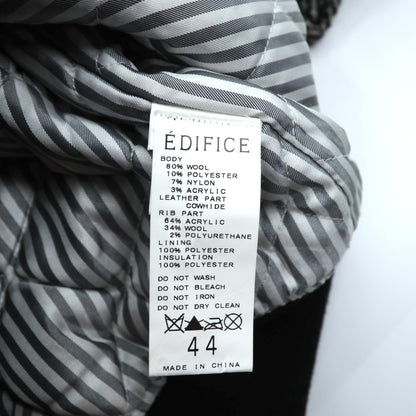 ÉDIFICE
BODY
80% WOOL
10% POLYESTER
7% NYLON
3% ACRYLIC
LEATHER PART
COWHIDE
RIB PART
64% ACRYLIC
34% WOOL
2% POLYURETHANE
LINING
100% POLYESTER
INSULATION
100% POLYESTER
DO NOT WASH
DO NOT BLEACH
DO NOT IRON
DO NOT DRY CLEAN
44
MADE IN CHINA